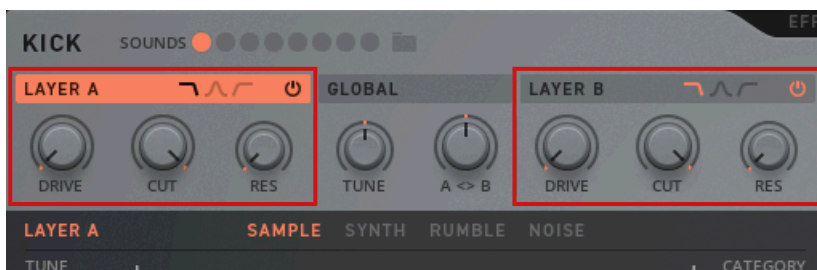 EFF
KICK SOUNDS
LAYER A GLOBAL LAYER B
DRIVE CUT RES TUNE A <> B DRIVE CUT RES
LAYER A SAMPLE SYNTH RUMBLE NOISE
TUNE CATEGORY